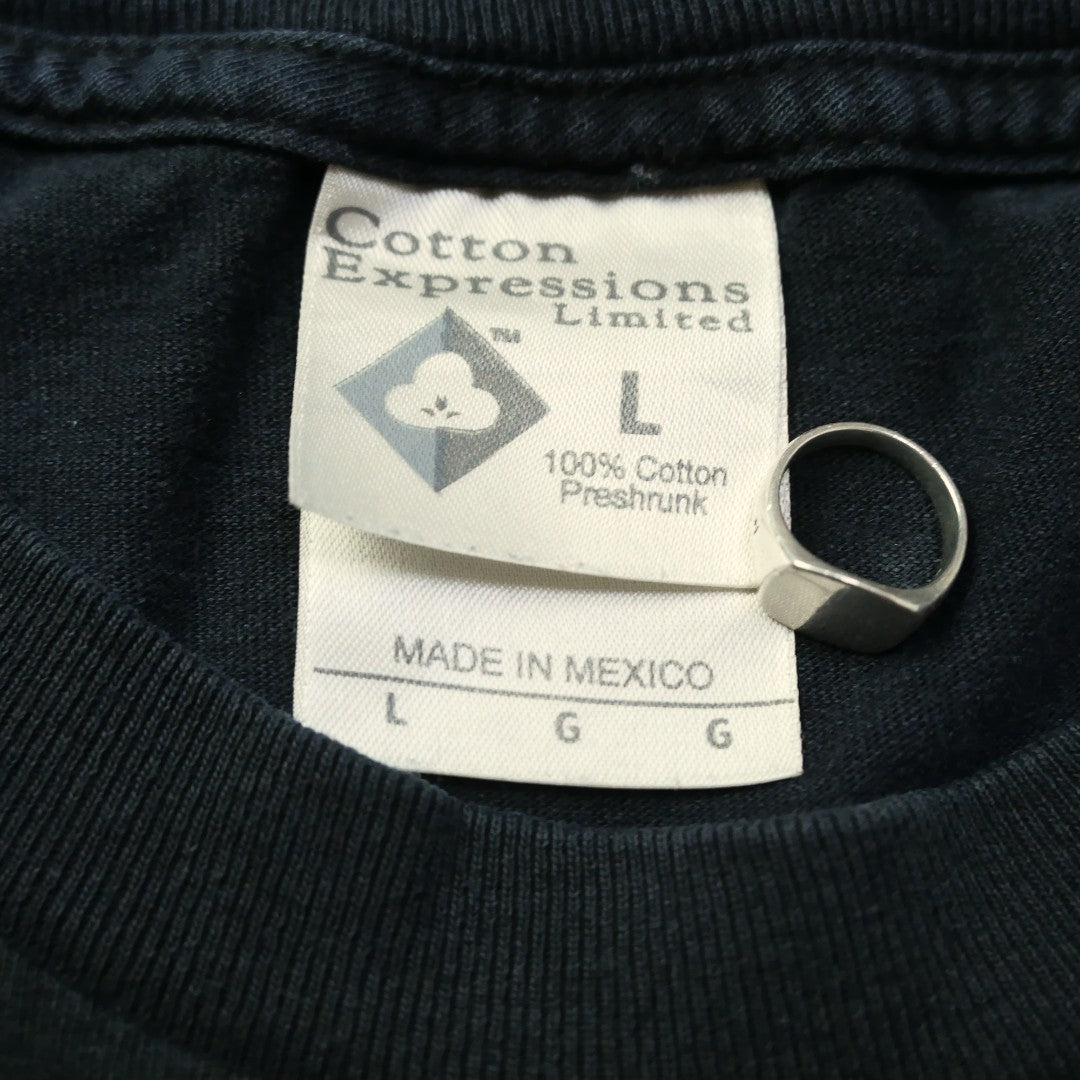 Cotton
Expressions
Limited
TM
L
100% Cotton
Preshrunk
MADE IN MEXICO
L G G